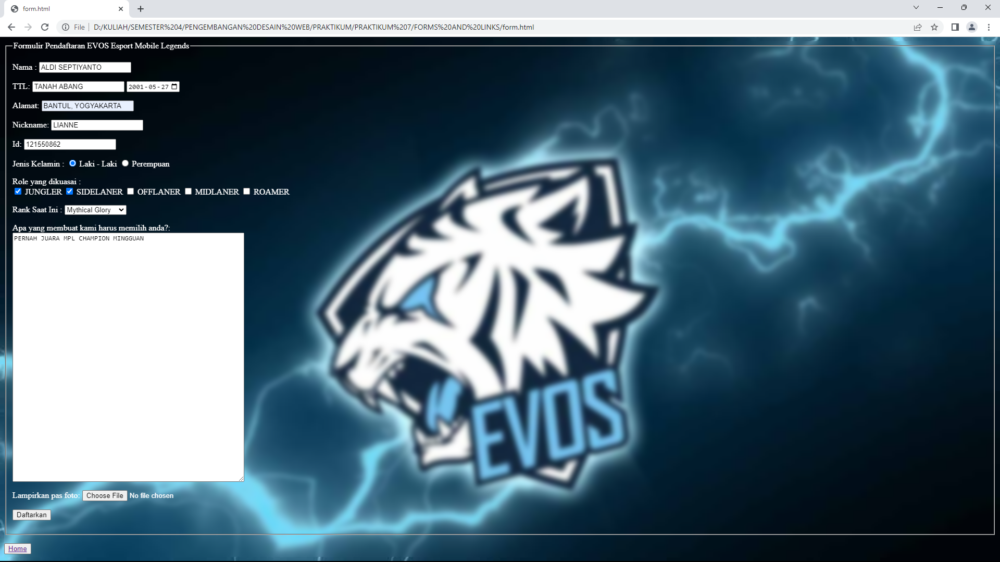 form.html
File D:/KULIAH/SEMESTER%204/PENGEMBANGAN%20DESAIN%20WEB/PRAKTIKUM/PRAKTIKUM%207/FORMS%20AND%20LINKS/form.html
Formulir Pendaftaran EVOS Esport Mobile Legends
Nama : ALDI SEPTIYANTO
TTL: TANAH ABANG 2001-05-27
Alamat: BANTUL, YOGYAKARTA
Nickname: LIANNE
Id: 121550862
Jenis Kelamin : Laki - Laki Perempuan
Role yang dikuasai :
JUNGLER SIDELANER OFFLANER MIDLANER ROAMER
Rank Saat Ini : Mythical Glory
Apa yang membuat kami harus memilih anda?:
PERNAH JUARA MPL CHAMPION MINGGUAN
EVOS
Lampirkan pas foto: Choose File No file chosen
Daftarkan
Home